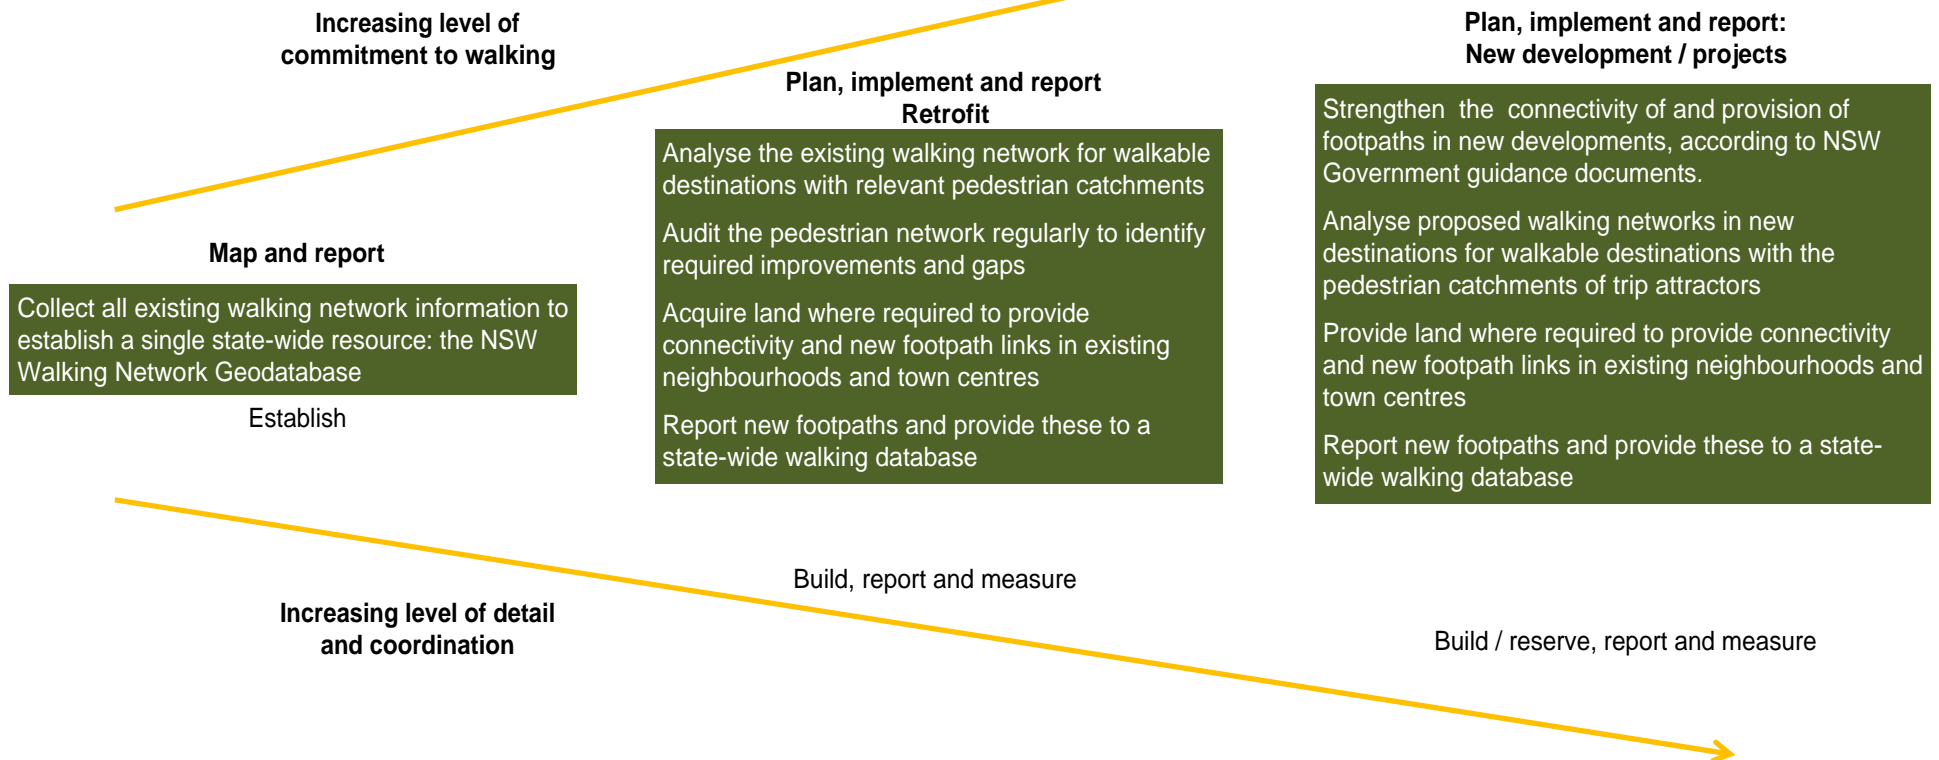 Increasing level of
commitment to walking
Map and report
Collect all existing walking network information to
establish a single state-wide resource: the NSW
Walking Network Geodatabase
Establish
Increasing level of detail
and coordination
Plan, implement and report
Retrofit
Analyse the existing walking network for walkable
destinations with relevant pedestrian catchments
Audit the pedestrian network regularly to identify
required improvements and gaps
Acquire land where required to provide
connectivity and new footpath links in existing
neighbourhoods and town centres
Report new footpaths and provide these to a
state-wide walking database
Build, report and measure
Plan, implement and report:
New development / projects
Strengthen the connectivity of and provision of
footpaths in new developments, according to NSW
Government guidance documents.
Analyse proposed walking networks in new
destinations for walkable destinations with the
pedestrian catchments of trip attractors
Provide land where required to provide connectivity
and new footpath links in existing neighbourhoods and
town centres
Report new footpaths and provide these to a state-
wide walking database
Build / reserve, report and measure